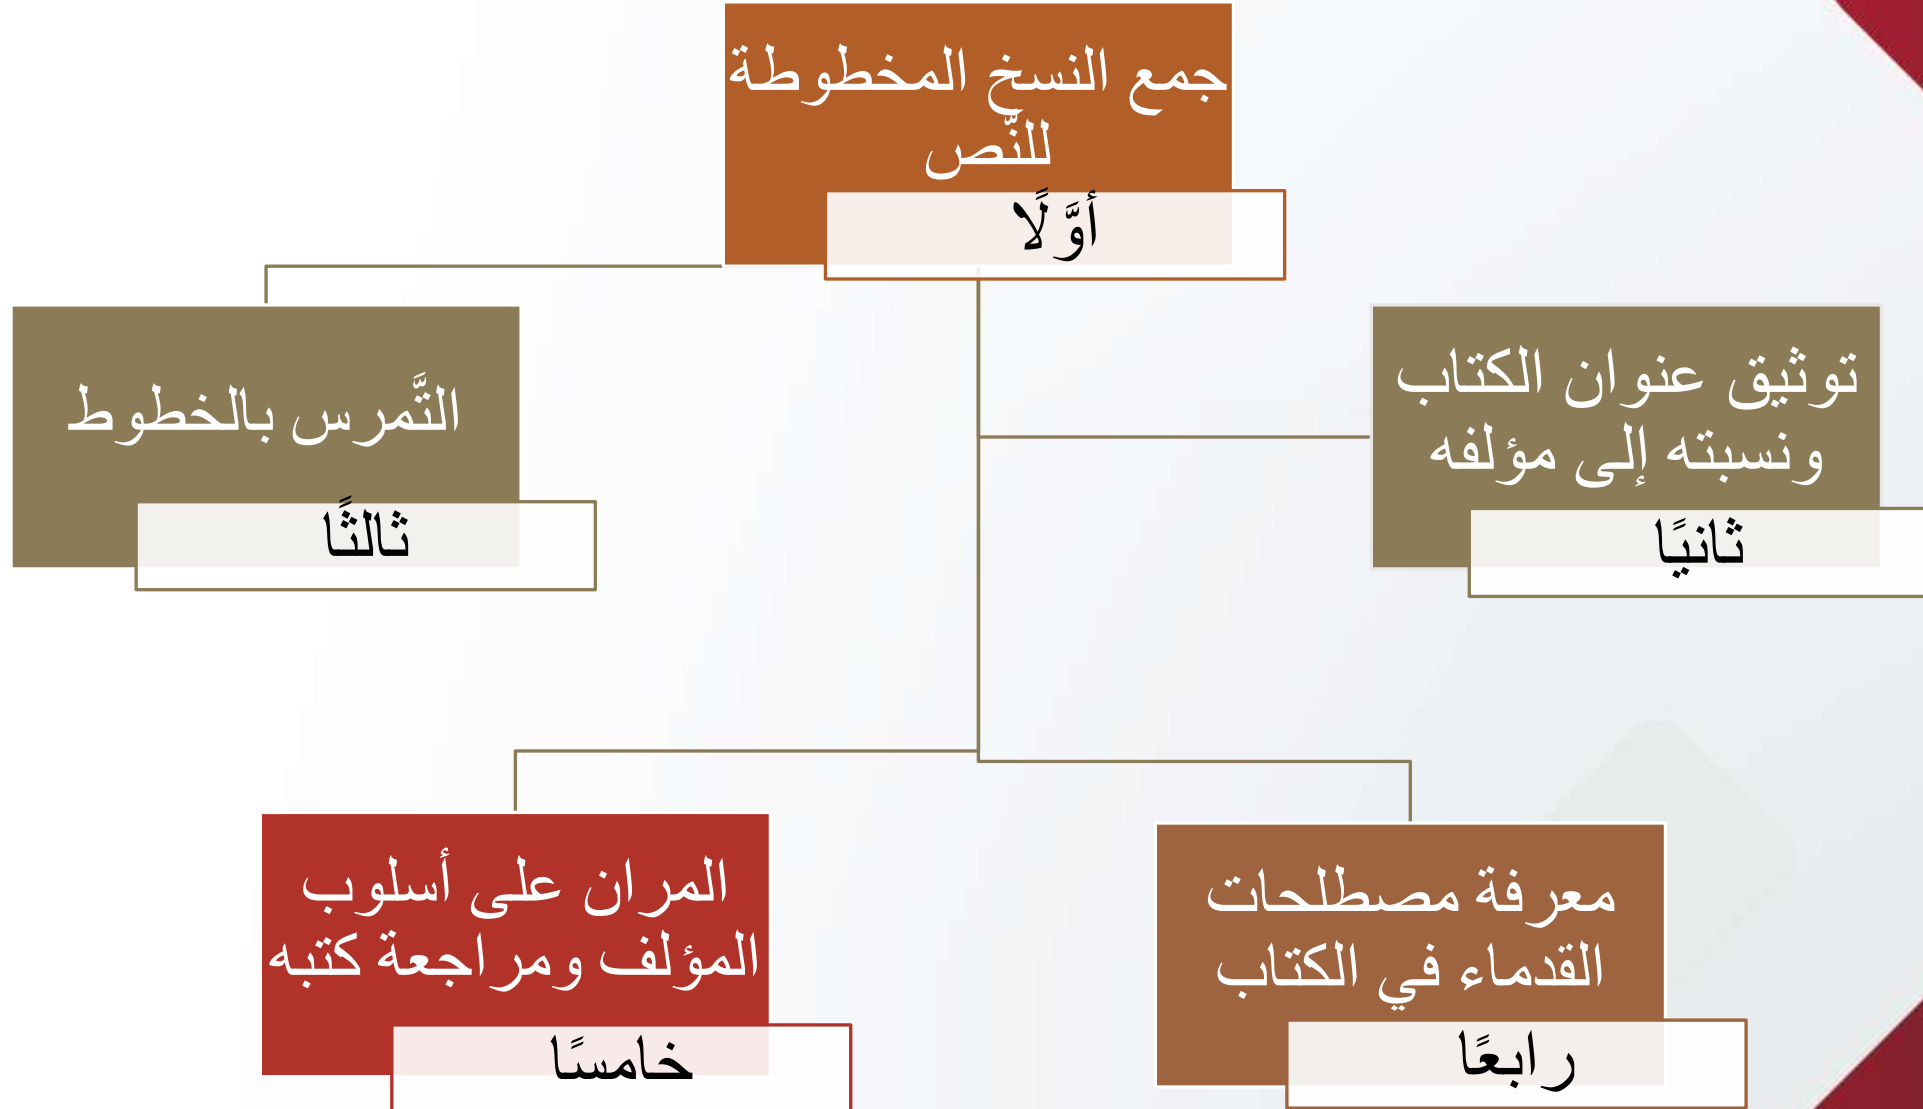 جمع النسخ المخطوطة
للنّص
أوَّلًا
توثيق عنوان الكتاب
ونسبته إلى مؤلفه
ثانيًا
التَّمرس بالخطوط
ثالثًا
معرفة مصطلحات
القدماء في الكتاب
رابعًا
المران على أسلوب
المؤلف ومراجعة كتبه
خامسًا